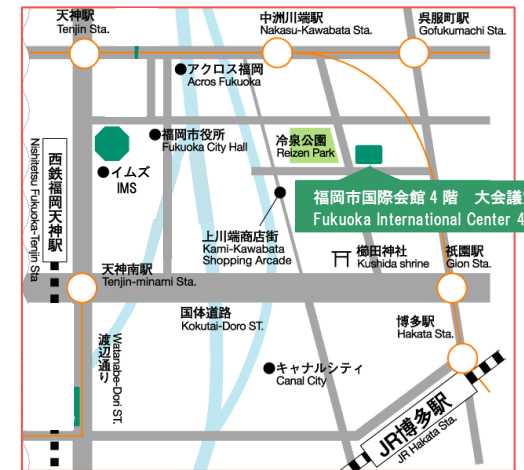 天神駅
Tenjin Sta.
中洲川端駅
Nakasu-Kawabata Sta.
呉服町駅
Gofukumachi Sta.
アクロス福岡
Acros Fukuoka
福岡市役所
Fukuoka City Hall
冷泉公園
Reizen Park
イムズ
IMS
西鉄福岡天神駅
Nishitetsu Fukuoka-Tenjin Sta
福岡市国際会館 4 階 大会議
Fukuoka International Center 4
上川端商店街
Kami-Kawabata
Shopping Arcade
櫛田神社
Kushida shrine
祇園駅
Gion Sta.
天神南駅
Tenjin-minami Sta.
国体道路
Kokutai-Doro ST.
博多駅
Hakata Sta.
渡辺通り
Watanabe-Dori ST.
キャナルシティ
Canal City
JR博多駅
JR Hakata Sta.